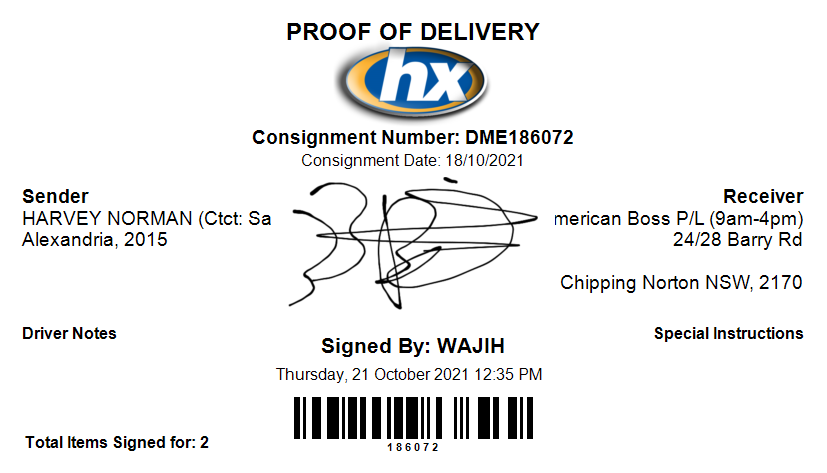 PROOF OF DELIVERY
hx
Consignment Number: DME186072
Consignment Date: 18/10/2021
Sender
HARVEY NORMAN (Ctct: Sa
Alexandria, 2015
Receiver
merican Boss P/L (9am-4pm)
24/28 Barry Rd
Chipping Norton NSW, 2170
Driver Notes
Special Instructions
Signed By: WAJIH
Thursday, 21 October 2021 12:35 PM
186072
Total Items Signed for: 2